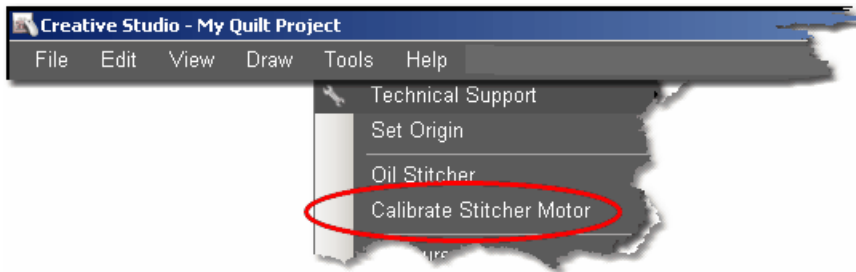 Creative Studio - My Quilt Project
File Edit View Draw Tools Help
Technical Support
Set Origin
Oil Stitcher
Calibrate Stitcher Motor